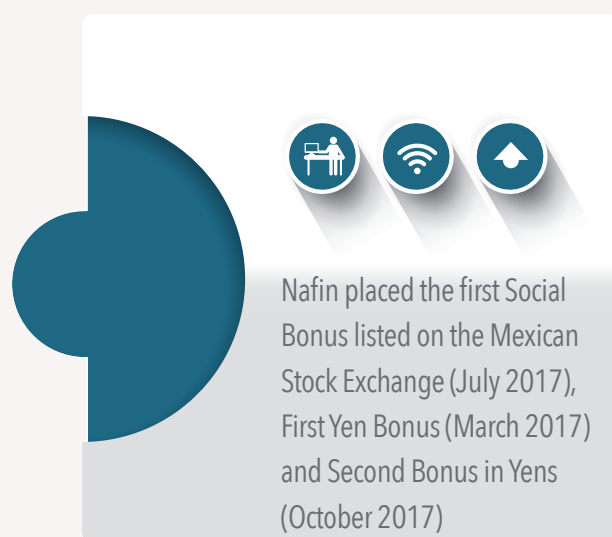 Nafin placed the first Social
Bonus listed on the Mexican
Stock Exchange (July 2017),
First Yen Bonus (March 2017)
and Second Bonus in Yens
(October 2017)